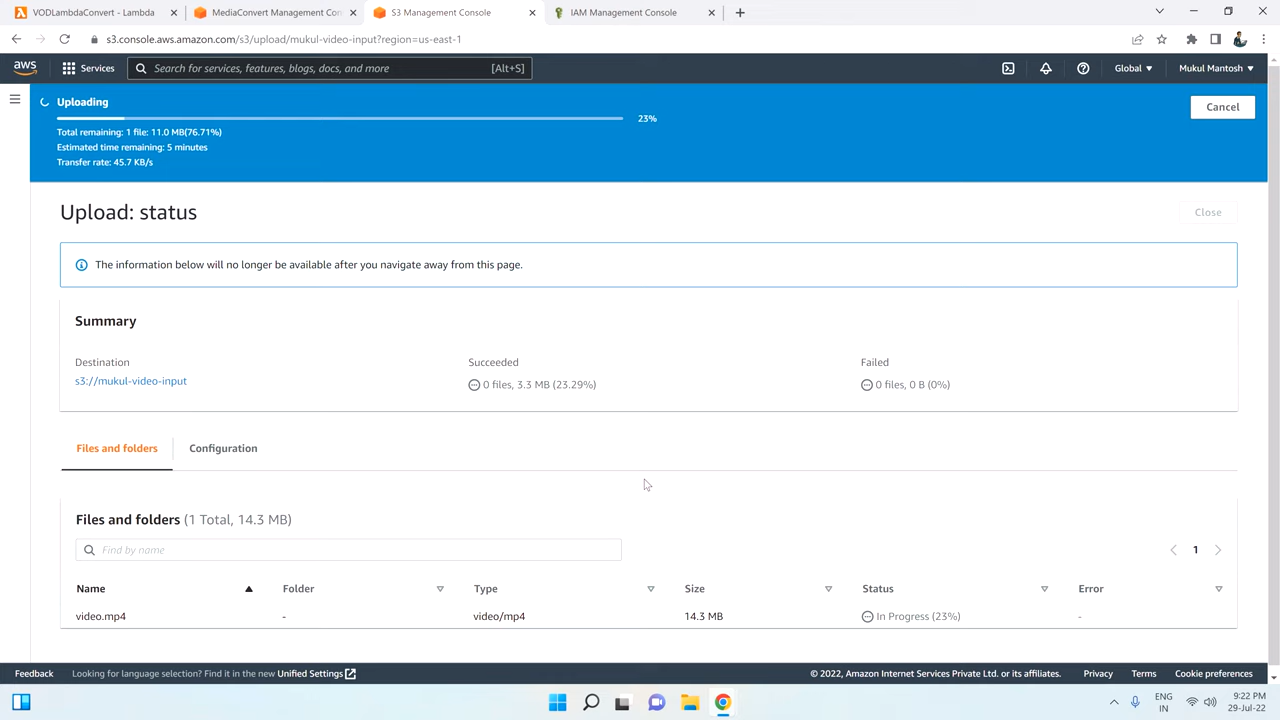 VODLambdaConvert - Lambda
MediaConvert Management Con
S3 Management Console
IAM Management Console
s3.console.aws.amazon.com/s3/upload/mukul-video-input?region=us-east-1
aws
Services
Search for services, features, blogs, docs, and more
[Alt+S]
Global
Mukul Mantosh
Uploading
23%
Cancel
Total remaining: 1 file: 11.0 MB(76.71%)
Estimated time remaining: 5 minutes
Transfer rate: 45.7 KB/s
Upload: status
Close
The information below will no longer be available after you navigate away from this page.
Summary
Destination
Succeeded
Failed
s3://mukul-video-input
0 files, 3.3 MB (23.29%)
0 files, 0 B (0%)
Files and folders
Configuration
Files and folders (1 Total, 14.3 MB)
Find by name
1
Name
Folder
Type
Size
Status
Error
video.mp4
-
video/mp4
14.3 MB
In Progress (23%)
-
Feedback
Looking for language selection? Find it in the new Unified Settings
© 2022, Amazon Internet Services Private Ltd. or its affiliates.
Privacy
Terms
Cookie preferences
ENG
IN
9:22 PM
29-Jul-22